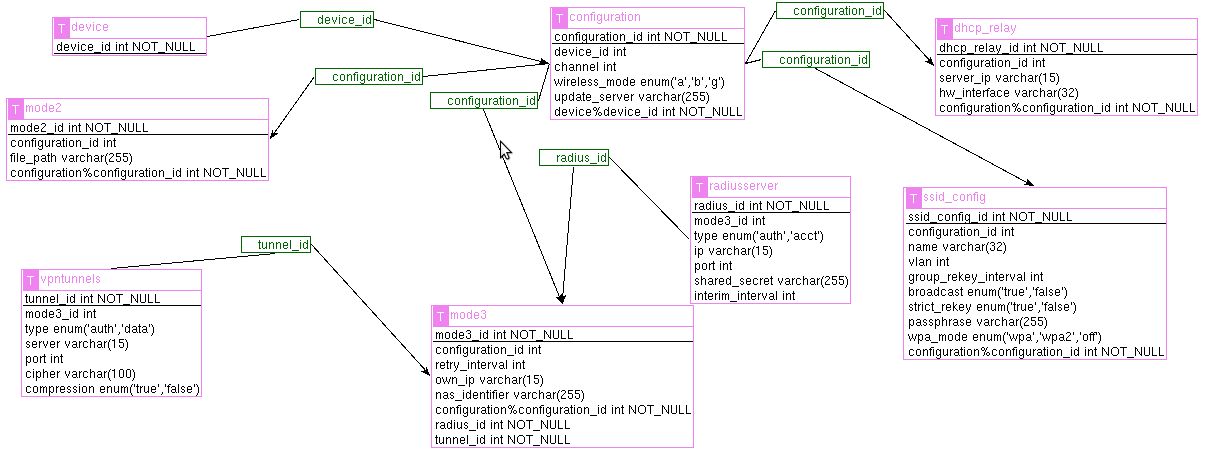 T device
device_id int NOT_NULL
device_id
T configuration
configuration_id int NOT_NULL
device_id int
channel int
wireless_mode enum('a','b','g')
update_server varchar(255)
device%device_id int NOT_NULL
configuration_id
configuration_id
T dhcp_relay
dhcp_relay_id int NOT_NULL
configuration_id int
server_ip varchar(15)
hw_interface varchar(32)
configuration%configuration_id int NOT_NULL
configuration_id
configuration_id
T mode2
mode2_id int NOT_NULL
configuration_id int
file_path varchar(255)
configuration%configuration_id int NOT_NULL
radius_id
T radiusserver
radius_id int NOT_NULL
mode3_id int
type enum('auth','acct')
ip varchar(15)
port int
shared_secret varchar(255)
interim_interval int
T ssid_config
ssid_config_id int NOT_NULL
configuration_id int
name varchar(32)
vlan int
group_rekey_interval int
broadcast enum('true','false')
strict_rekey enum('true','false')
passphrase varchar(255)
wpa_mode enum('wpa','wpa2','off')
configuration%configuration_id int NOT_NULL
tunnel_id
T vpntunnels
tunnel_id int NOT_NULL
mode3_id int
type enum('auth','data')
server varchar(15)
port int
cipher varchar(100)
compression enum('true','false')
T mode3
mode3_id int NOT_NULL
configuration_id int
retry_interval int
own_ip varchar(15)
nas_identifier varchar(255)
configuration%configuration_id int NOT_NULL
radius_id int NOT_NULL
tunnel_id int NOT_NULL